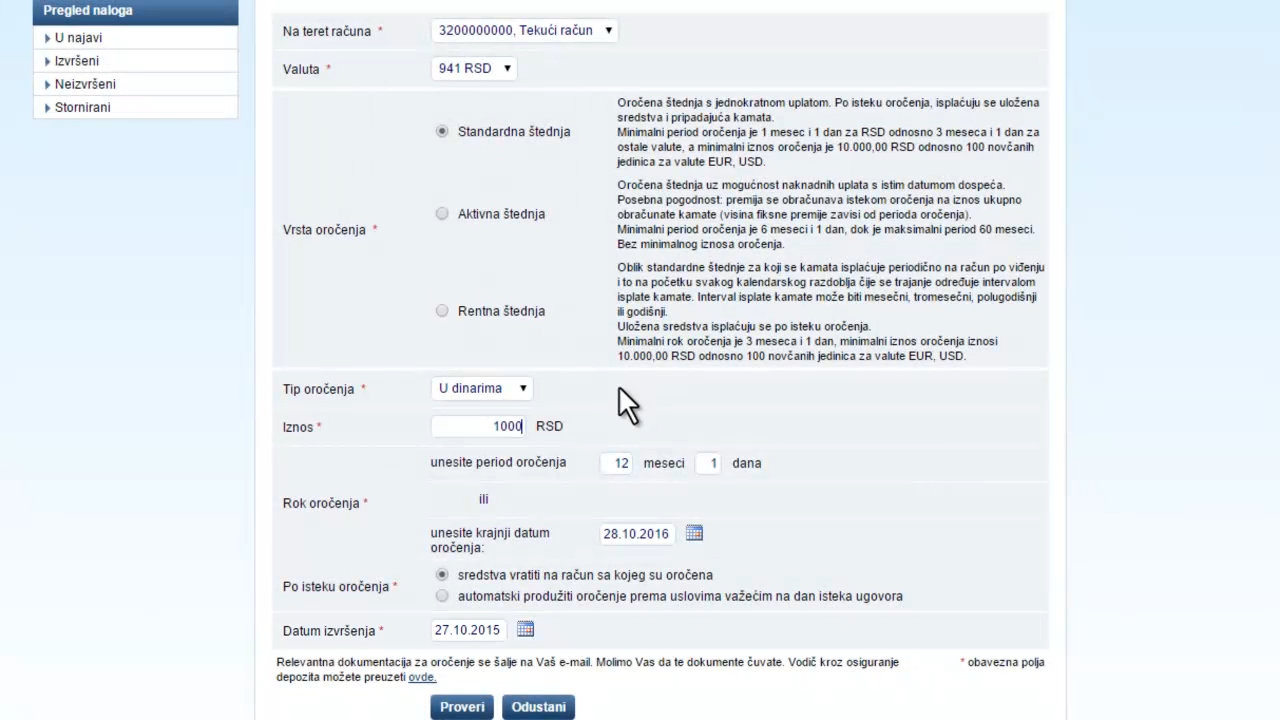 Pregled naloga
U najavi
Izvršeni
Neizvršeni
Stornirani
Na teret računa *
3200000000, Tekući račun
Valuta *
941 RSD
Vrsta oročenja *
Standardna štednja
Oročena štednja s jednokratnom uplatom. Po isteku oročenja, isplaćuju se uložena
sredstva i pripadajuća kamata.
Minimalni period oročenja je 1 mesec i 1 dan za RSD odnosno 3 meseca i 1 dan za
ostale valute, a minimalni iznos oročenja je 10.000,00 RSD odnosno 100 novčanih
jedinica za valute EUR, USD.
Aktivna štednja
Oročena štednja uz mogućnost naknadnih uplata s istim datumom dospeća.
Posebna pogodnost: premija se obračunava istekom oročenja na iznos ukupno
obračunate kamate (visina fiksne premije zavisi od perioda oročenja).
Minimalni period oročenja je 6 meseci i 1 dan, dok je maksimalni period 60 meseci.
Bez minimalnog iznosa oročenja.
Rentna štednja
Oblik standardne štednje za koji se kamata isplaćuje periodično na račun po viđenju
i to na početku svakog kalendarskog razdoblja čije se trajanje određuje intervalom
isplate kamate. Interval isplate kamate može biti mesečni, tromesečni, polugodišnji
ili godišnji.
Uložena sredstva isplaćuju se po isteku oročenja.
Minimalni rok oročenja je 3 meseca i 1 dan, minimalni iznos oročenja iznosi
10.000,00 RSD odnosno 100 novčanih jedinica za valute EUR, USD.
Tip oročenja *
U dinarima
Iznos *
1000 RSD
Rok oročenja *
unesite period oročenja 12 meseci 1 dana
ili
unesite krajnji datum
oročenja:
28.10.2016
Po isteku oročenja *
sredstva vratiti na račun sa kojeg su oročena
automatski produžiti oročenje prema uslovima važećim na dan isteka ugovora
Datum izvršenja *
27.10.2015
Relevantna dokumentacija za oročenje se šalje na Vaš e-mail. Molimo Vas da te dokumente čuvate. Vodič kroz osiguranje
depozita možete preuzeti ovde.
* obavezna polja
Proveri
Odustani